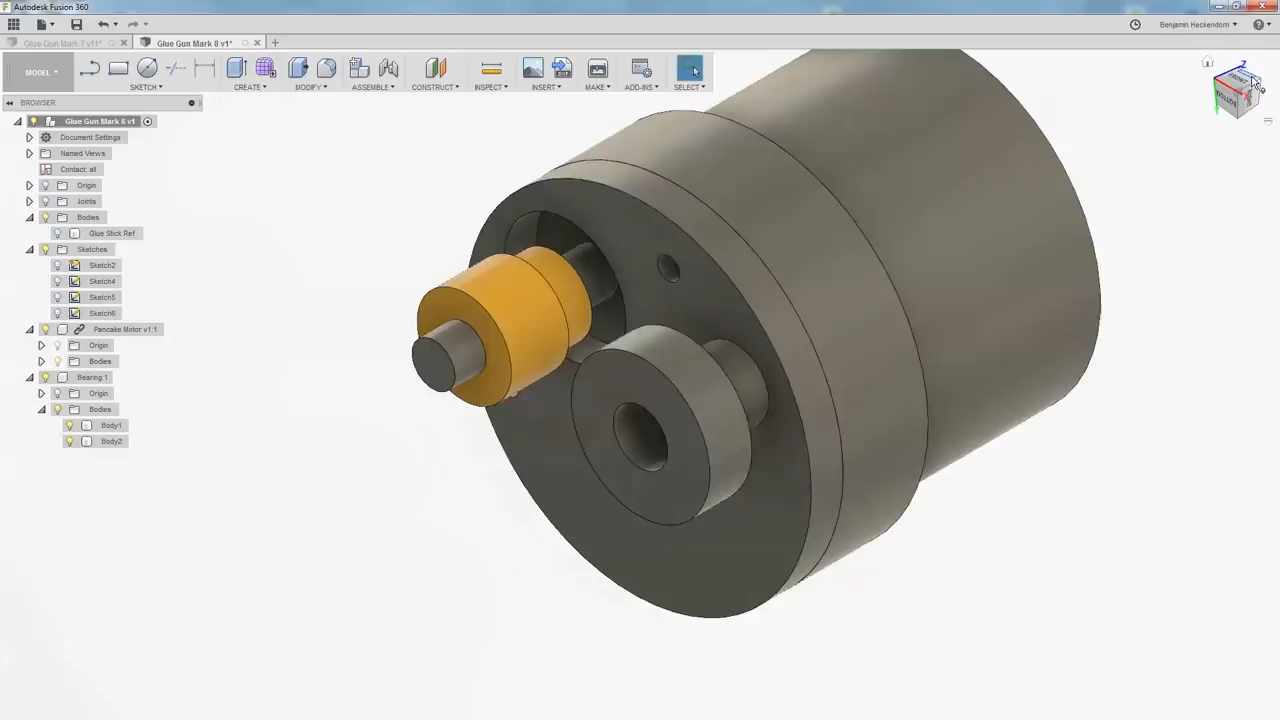 Autodesk Fusion 360
Benjamin Heckendorn
Glue Gun Mark 7 v11*
Glue Gun Mark 8 v1*
MODEL
SKETCH
CREATE
MODIFY
ASSEMBLE
CONSTRUCT
INSPECT
INSERT
MAKE
ADD-INS
SELECT
BROWSER
Glue Gun Mark 8 v1
Document Settings
Named Views
Contact: all
Origin
Joints
Bodies
Glue Stick Ref
Sketches
Sketch2
Sketch4
Sketch5
Sketch6
Pancake Motor v1:1
Origin
Bodies
Bearing:1
Origin
Bodies
Body1
Body2
Z
FRONT
BOTTOM